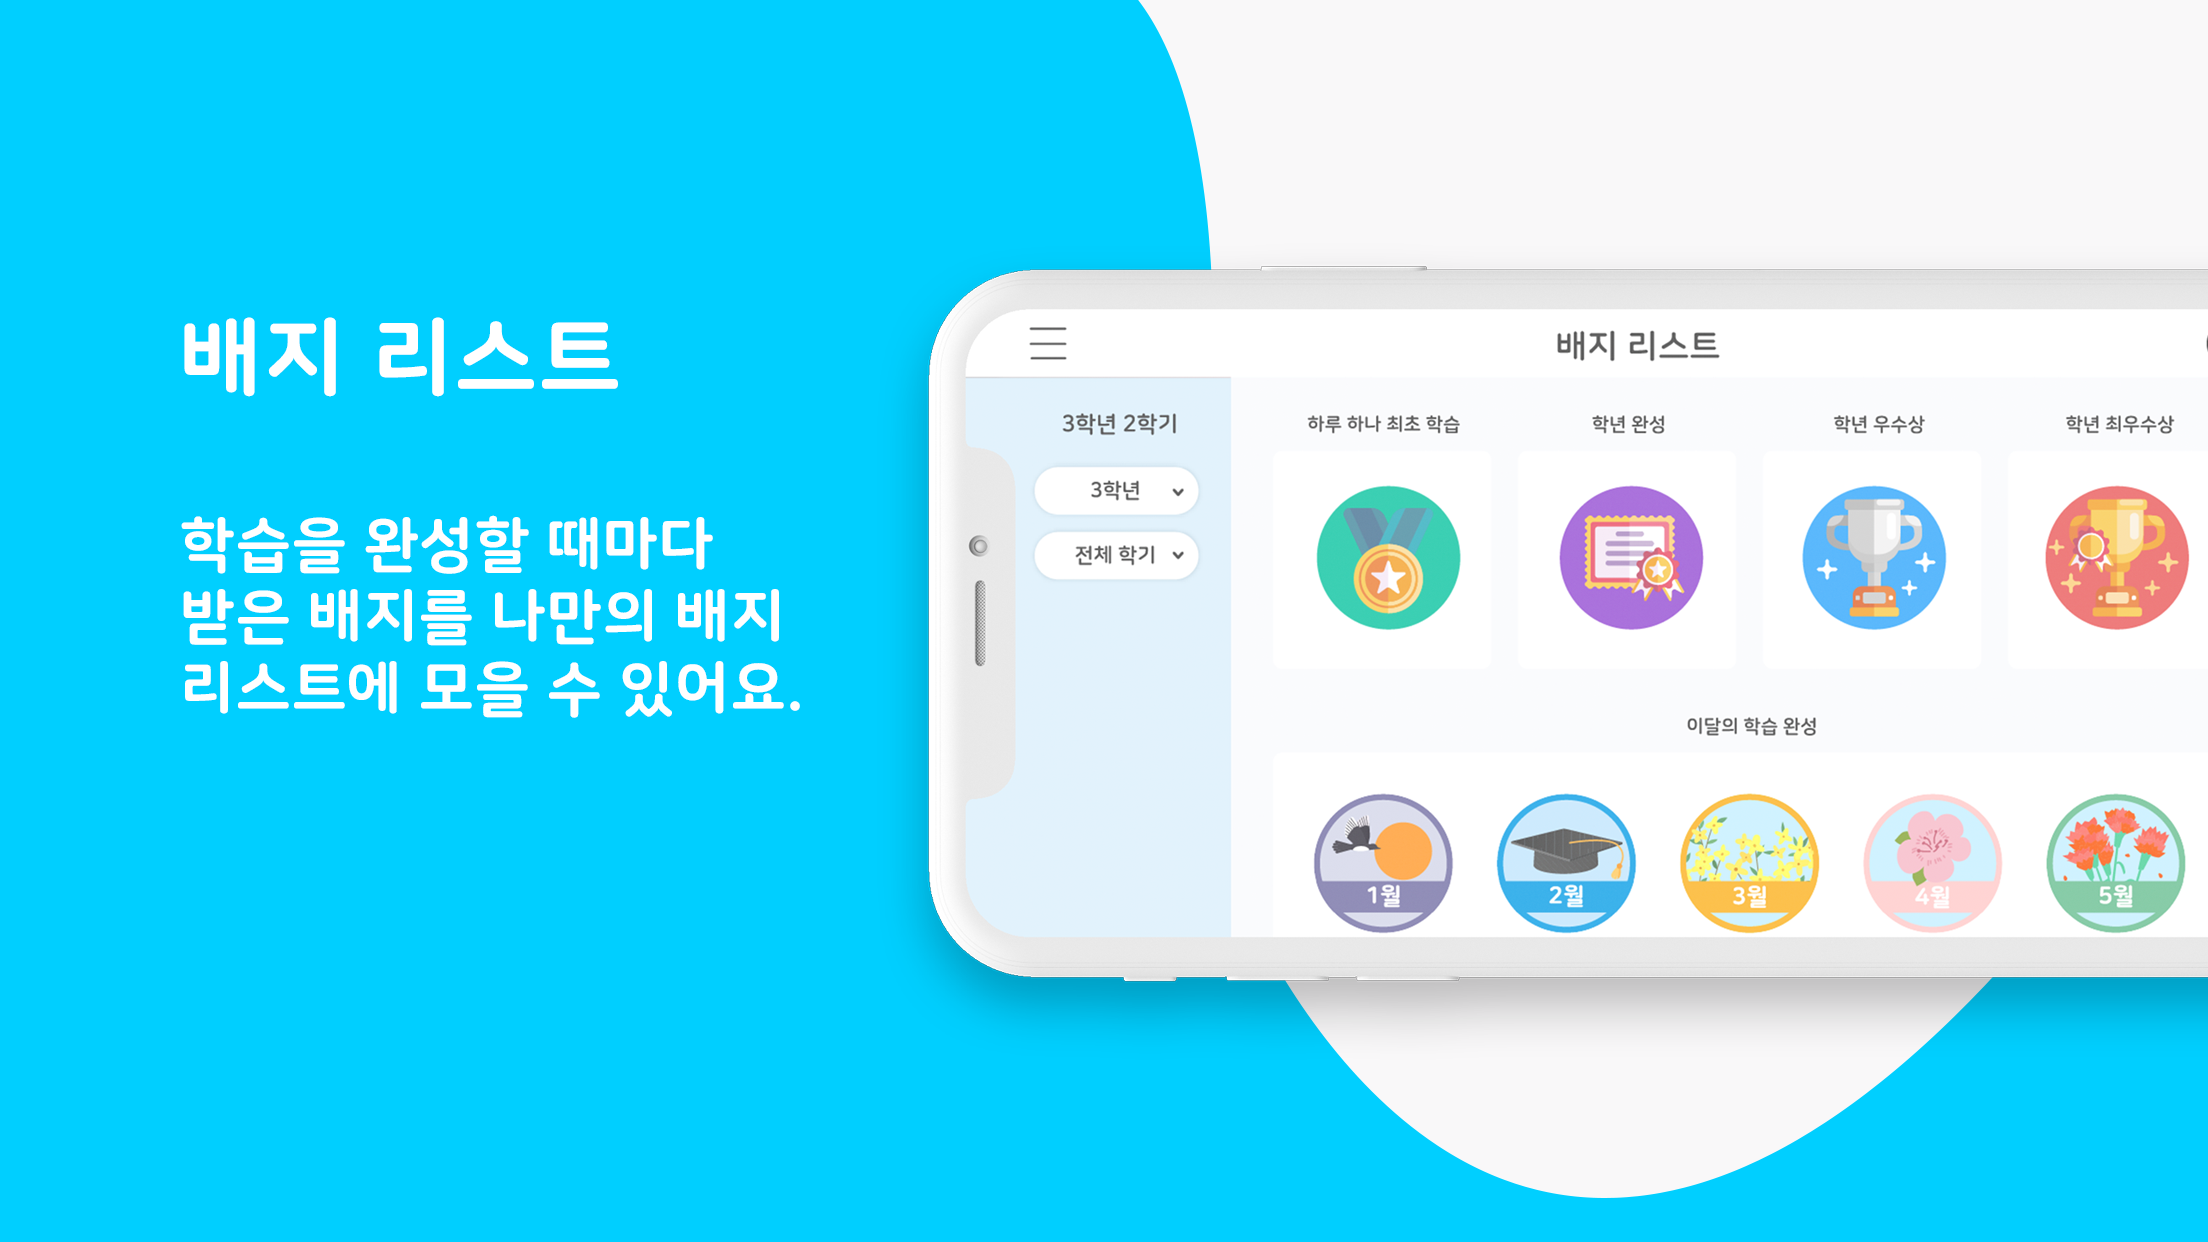 배지 리스트
학습을 완성할 때마다
받은 배지를 나만의 배지
리스트에 모을 수 있어요.
배지 리스트
3학년 2학기
3학년
전체 학기
하루 하나 최초 학습
학년 완성
학년 우수상
학년 최우수상
이달의 학습 완성
1월
2월
3월
4월
5월